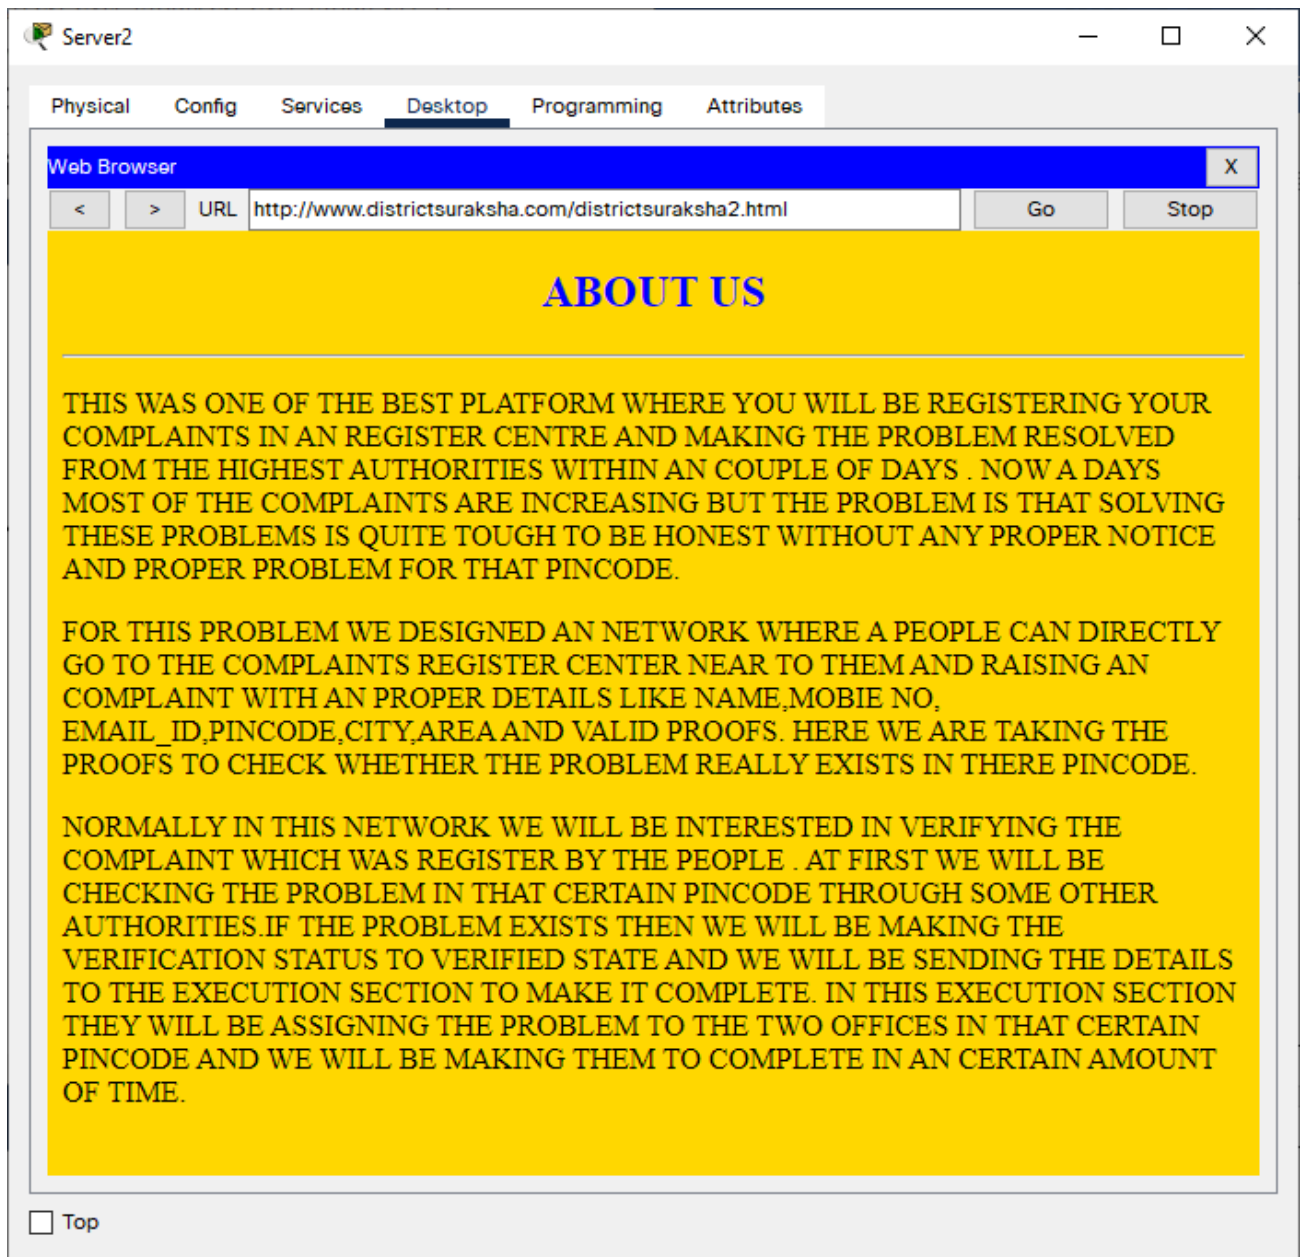 Server2
Physical Config Services Desktop Programming Attributes
Web Browser X
< > URL http://www.districtsuraksha.com/districtsuraksha2.html Go Stop
ABOUT US
THIS WAS ONE OF THE BEST PLATFORM WHERE YOU WILL BE REGISTERING YOUR
COMPLAINTS IN AN REGISTER CENTRE AND MAKING THE PROBLEM RESOLVED
FROM THE HIGHEST AUTHORITIES WITHIN AN COUPLE OF DAYS . NOW A DAYS
MOST OF THE COMPLAINTS ARE INCREASING BUT THE PROBLEM IS THAT SOLVING
THESE PROBLEMS IS QUITE TOUGH TO BE HONEST WITHOUT ANY PROPER NOTICE
AND PROPER PROBLEM FOR THAT PINCODE.
FOR THIS PROBLEM WE DESIGNED AN NETWORK WHERE A PEOPLE CAN DIRECTLY
GO TO THE COMPLAINTS REGISTER CENTER NEAR TO THEM AND RAISING AN
COMPLAINT WITH AN PROPER DETAILS LIKE NAME,MOBIE NO,
EMAIL_ID,PINCODE,CITY,AREA AND VALID PROOFS. HERE WE ARE TAKING THE
PROOFS TO CHECK WHETHER THE PROBLEM REALLY EXISTS IN THERE PINCODE.
NORMALLY IN THIS NETWORK WE WILL BE INTERESTED IN VERIFYING THE
COMPLAINT WHICH WAS REGISTER BY THE PEOPLE . AT FIRST WE WILL BE
CHECKING THE PROBLEM IN THAT CERTAIN PINCODE THROUGH SOME OTHER
AUTHORITIES.IF THE PROBLEM EXISTS THEN WE WILL BE MAKING THE
VERIFICATION STATUS TO VERIFIED STATE AND WE WILL BE SENDING THE DETAILS
TO THE EXECUTION SECTION TO MAKE IT COMPLETE. IN THIS EXECUTION SECTION
THEY WILL BE ASSIGNING THE PROBLEM TO THE TWO OFFICES IN THAT CERTAIN
PINCODE AND WE WILL BE MAKING THEM TO COMPLETE IN AN CERTAIN AMOUNT
OF TIME.
Top